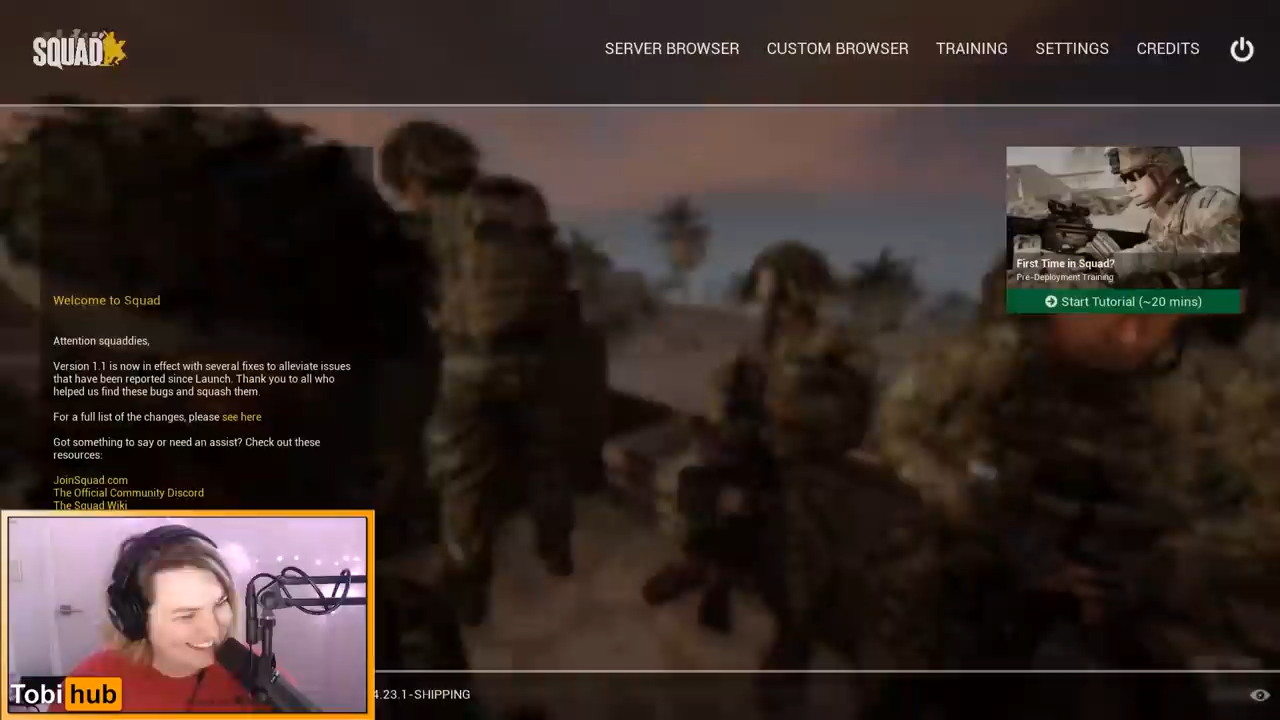 SQUAD
SERVER BROWSER
CUSTOM BROWSER
TRAINING
SETTINGS
CREDITS
First Time in Squad?
Pre-Deployment Training
Start Tutorial (~20 mins)
Welcome to Squad
Attention squaddies,
Version 1.1 is now in effect with several fixes to alleviate issues
that have been reported since Launch. Thank you to all who
helped us find these bugs and squash them.
For a full list of the changes, please see here
Got something to say or need an assist? Check out these
resources:
JoinSquad.com
The Official Community Discord
The Squad Wiki
Tobi hub
4.23.1-SHIPPING